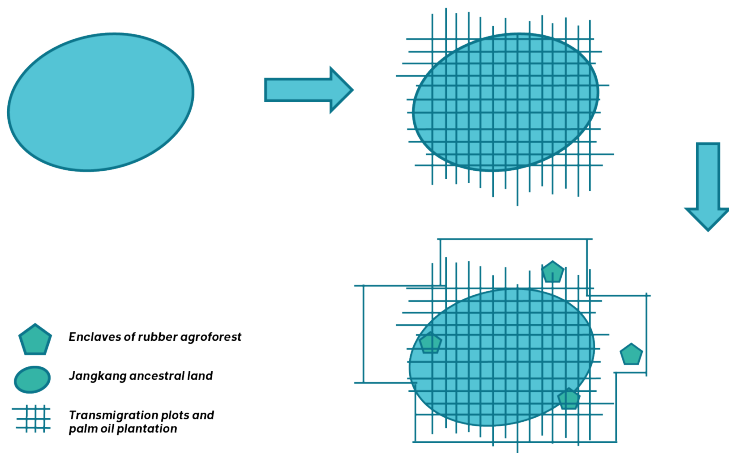 Enclaves of rubber agroforest
Jangkang ancestral land
Transmigration plots and
palm oil plantation